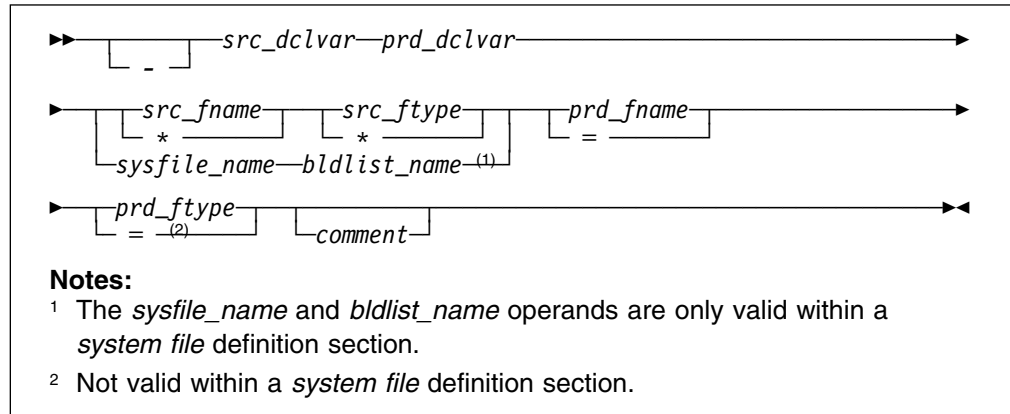 src_dclvar prd_dclvar
-
src_fname src_ftype prd_fname
* * =
sysfile_name bldlist_name (1)
prd_ftype
= (2) comment
Notes:
1 The sysfile_name and bldlist_name operands are only valid within a
system file definition section.
2 Not valid within a system file definition section.